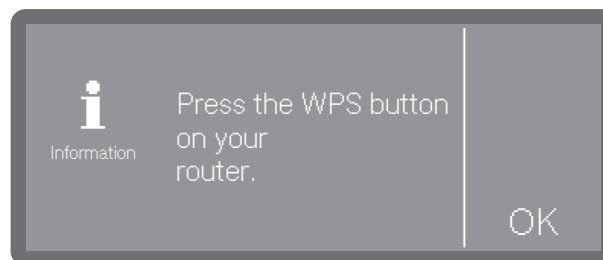 Information
Press the WPS button
on your
router.
OK